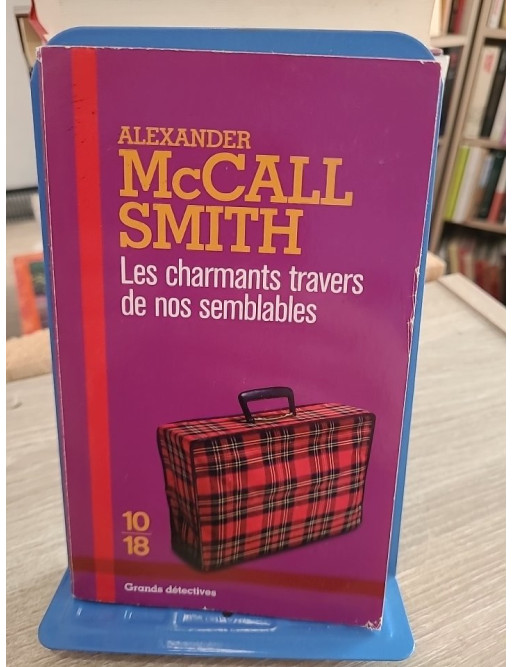 ALEXANDER
McCALL
SMITH
Les charmants travers
de nos semblables
10
18
Grands détectives